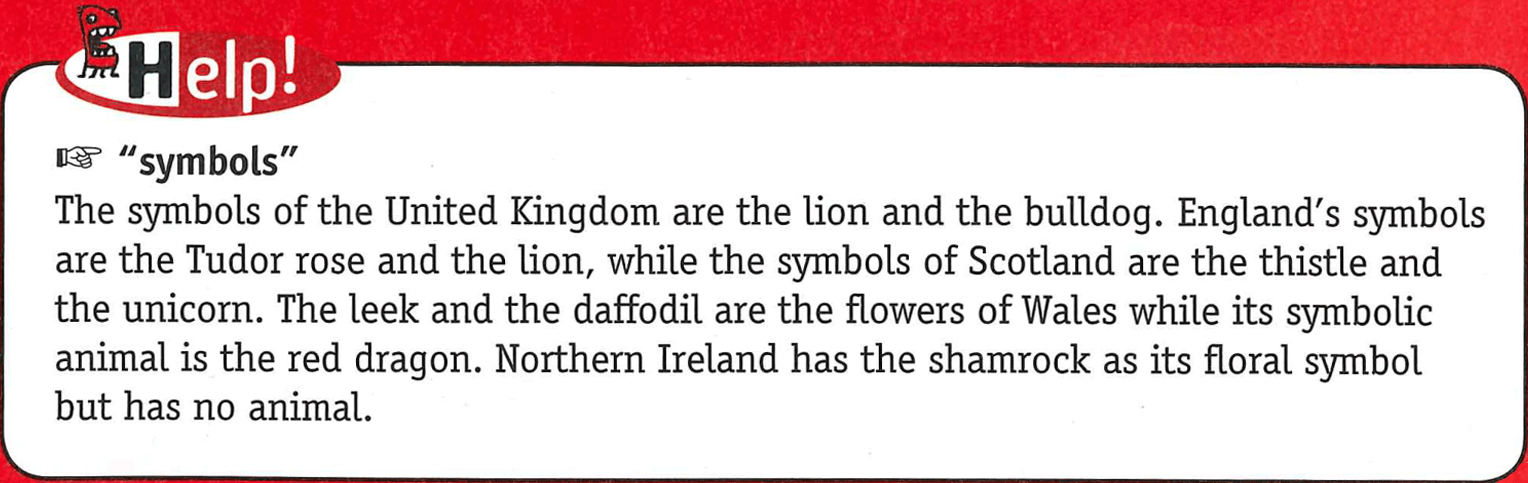 Help!
☞ “symbols”
The symbols of the United Kingdom are the lion and the bulldog. England’s symbols
are the Tudor rose and the lion, while the symbols of Scotland are the thistle and
the unicorn. The leek and the daffodil are the flowers of Wales while its symbolic
animal is the red dragon. Northern Ireland has the shamrock as its floral symbol
but has no animal.